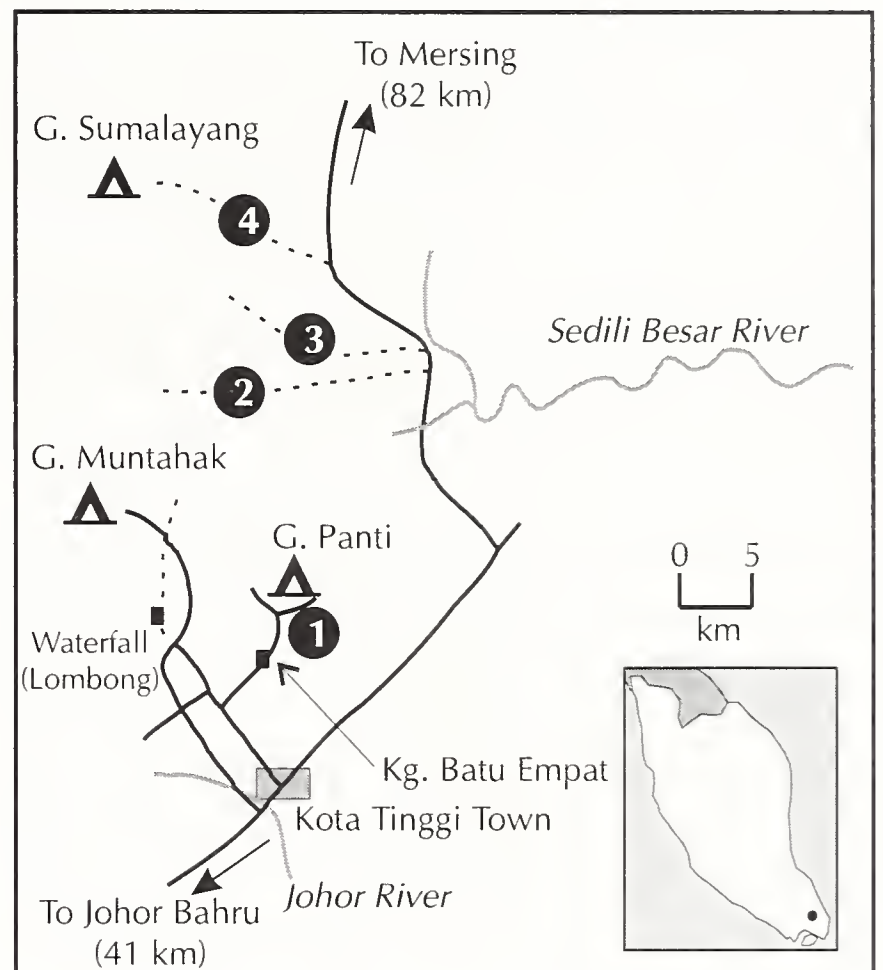 To Mersing
(82 km)
G. Sumalayang
4
3
Sedili Besar River
2
G. Muntahak
G. Panti
0 5
km
1
Waterfall
(Lombong)
Kg. Batu Empat
Kota Tinggi Town
Johor River
To Johor Bahru
(41 km)